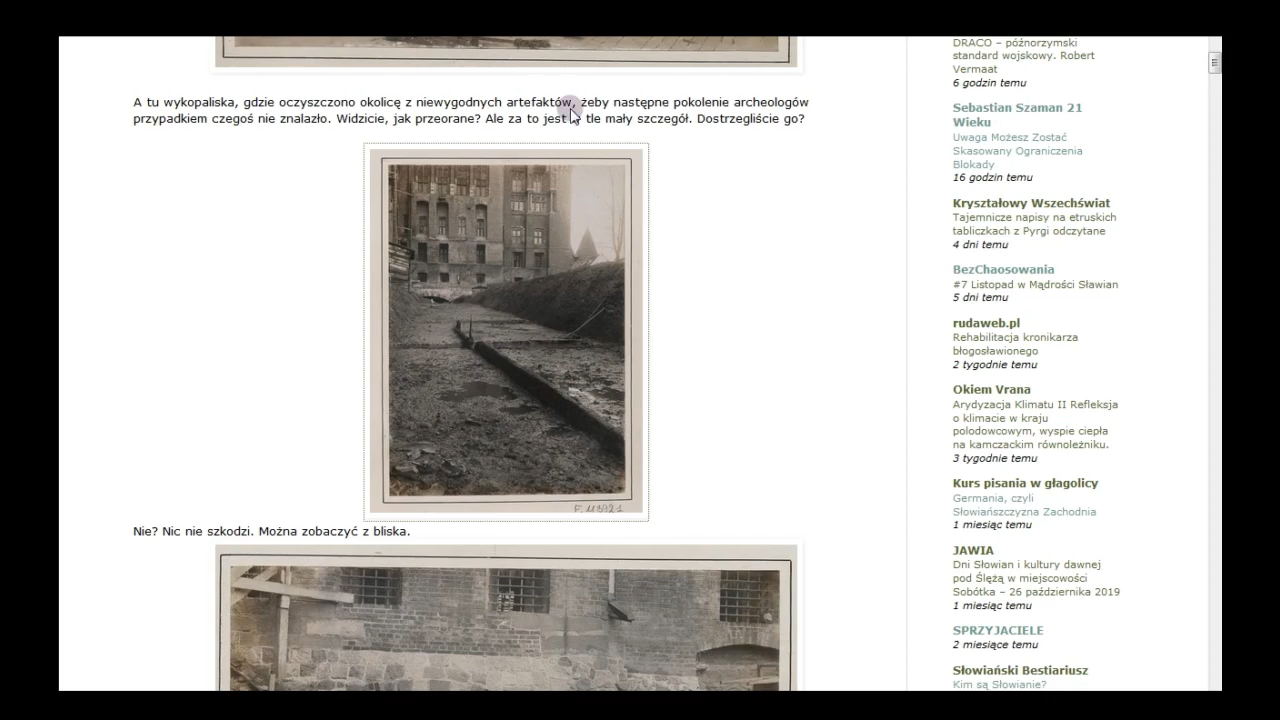 A tu wykopaliska, gdzie oczyszczono okolicę z niewygodnych artefaktów, żeby następne pokolenie archeologów
przypadkiem czegoś nie znalazło. Widzicie, jak przeorane? Ale za to jest w tle mały szczegół. Dostrzegliście go?
Nie? Nic nie szkodzi. Można zobaczyć z bliska.
DRACO – późnorzymski
standard wojskowy. Robert
Vermaat
6 godzin temu
Sebastian Szaman 21
Wieku
Uwaga Możesz Zostać
Skasowany Ograniczenia
Blokady
16 godzin temu
Kryształowy Wszechświat
Tajemnicze napisy na etruskich
tabliczkach z Pyrgi odczytane
4 dni temu
BezChaosowania
#7 Listopad w Mądrości Sławian
5 dni temu
rudaweb.pl
Rehabilitacja kronikarza
błogosławionego
2 tygodnie temu
Okiem Vrana
Arydyzacja Klimatu II Refleksja
o klimacie w kraju
polodowcowym, wyspie ciepła
na kamczackim równoleżniku.
3 tygodnie temu
Kurs pisania w głagolicy
Germania, czyli
Słowiańszczyzna Zachodnia
1 miesiąc temu
JAWIA
Dni Słowian i kultury dawnej
pod Ślężą w miejscowości
Sobótka – 26 października 2019
1 miesiąc temu
SPRZYJACIELE
2 miesiące temu
Słowiański Bestiariusz
Kim są Słowianie?